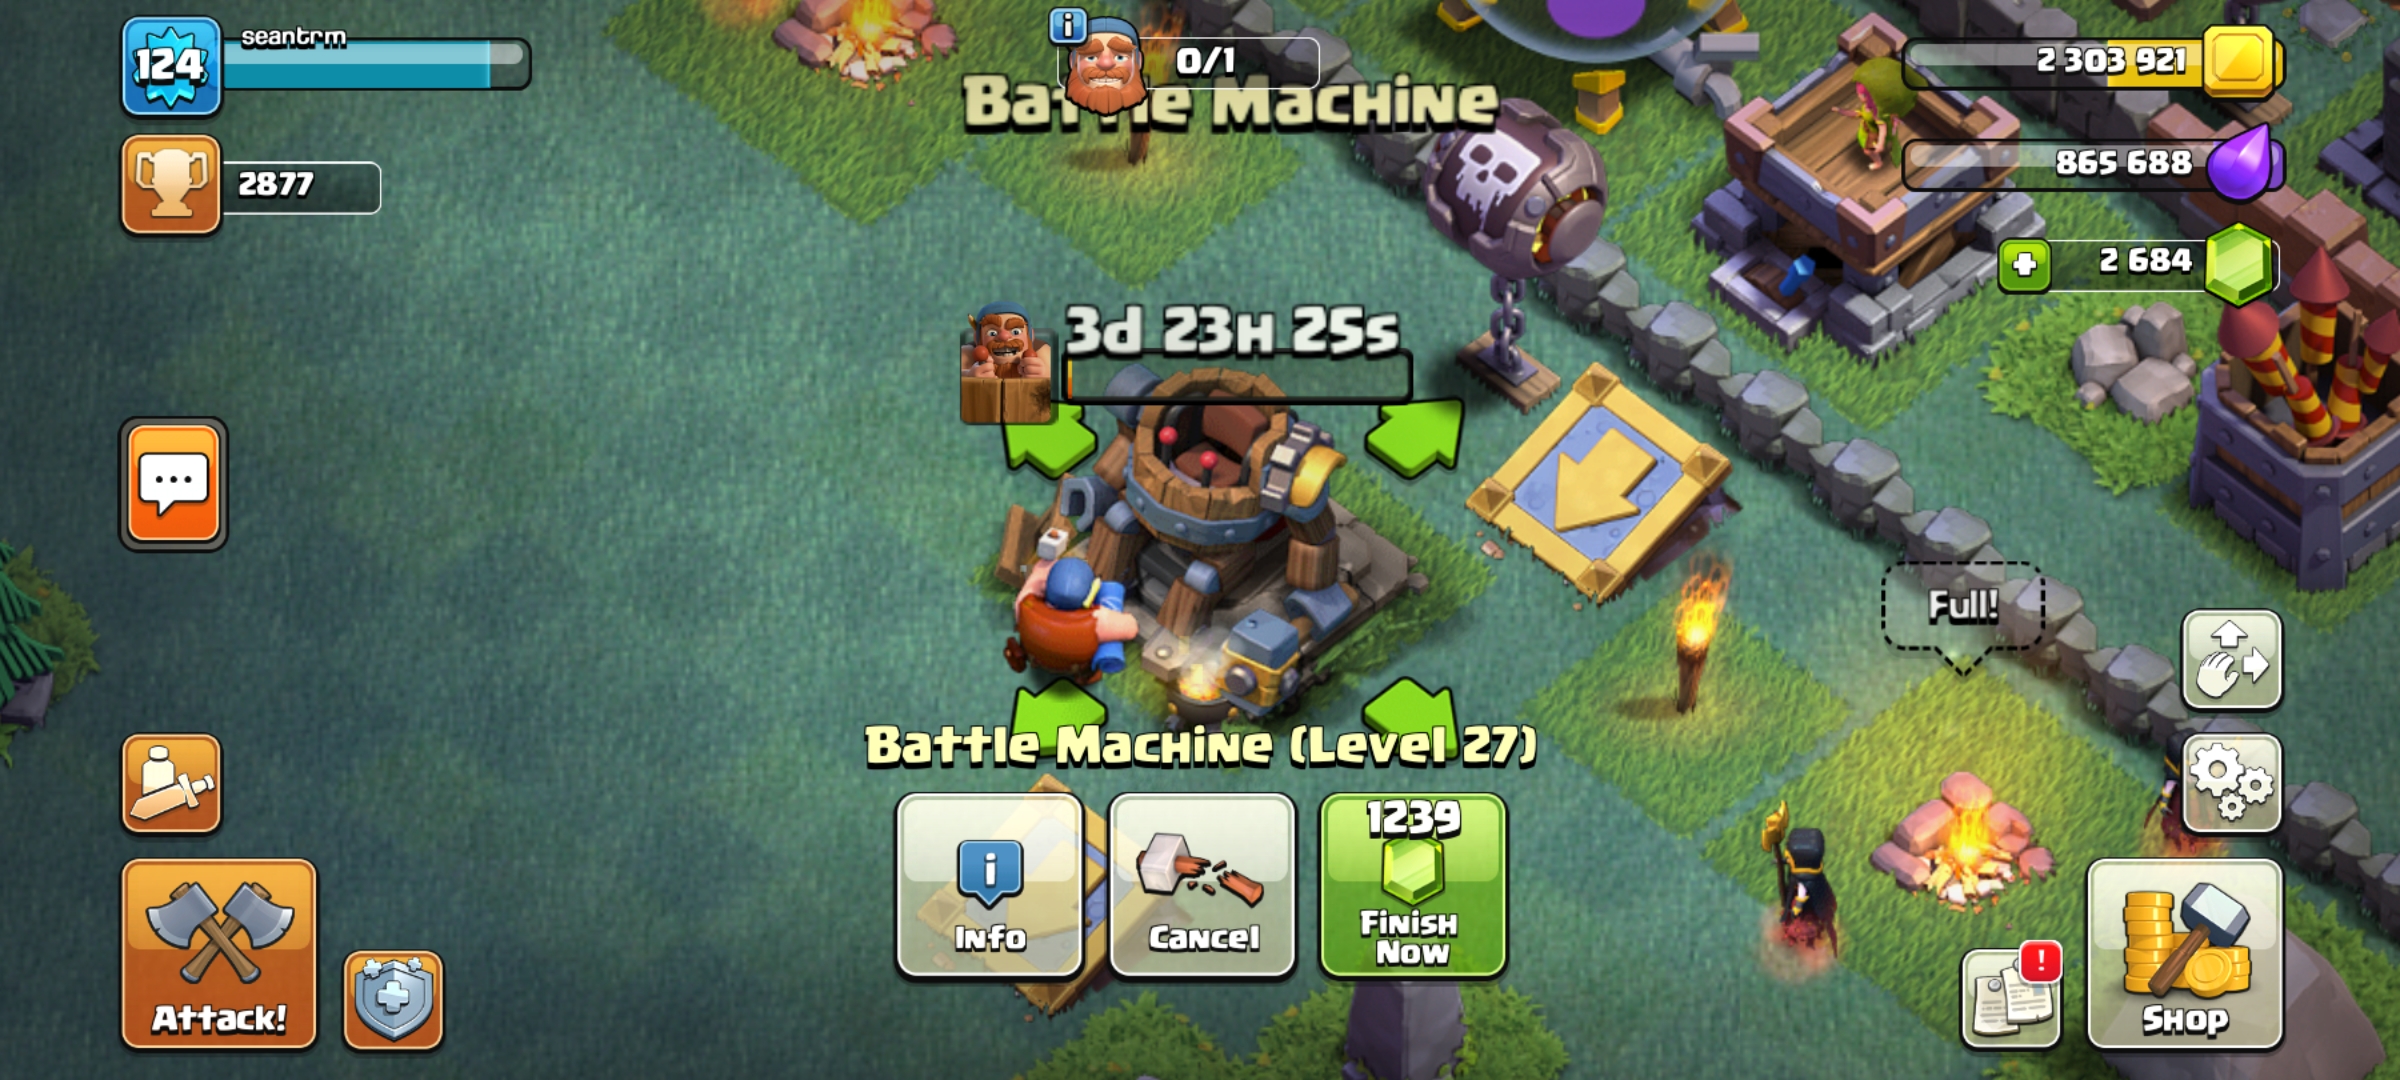 124
seantrm
0/1
2 303 921
Battle Machine
865 688
2877
2 684
3d 23H 25s
Full!
Battle Machine (Level 27)
1239
Info
Cancel
Finish
Now
Attack!
!
Shop